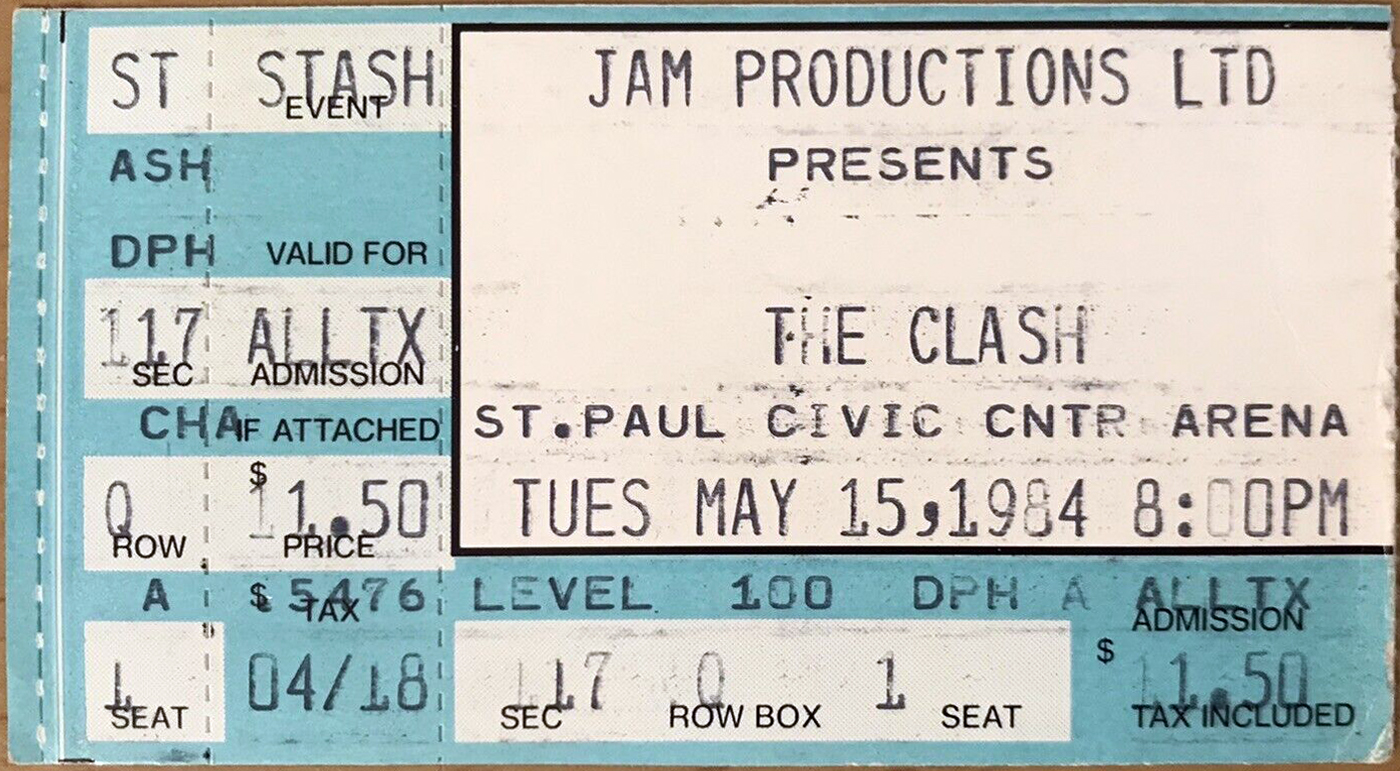 ST STASH
EVENT
ASH
DPH VALID FOR
117 ALLTX
SEC ADMISSION
CHA IF ATTACHED
$
Q 11.50
ROW PRICE
A $ 5476
TAX
1 04/18
SEAT
JAM PRODUCTIONS LTD
PRESENTS
THE CLASH
ST.PAUL CIVIC CNTR ARENA
TUES MAY 15,1984 8:00PM
LEVEL 100 DPH A ALLTX
ADMISSION
$
117 Q 1 11.50
SEC ROW BOX SEAT TAX INCLUDED